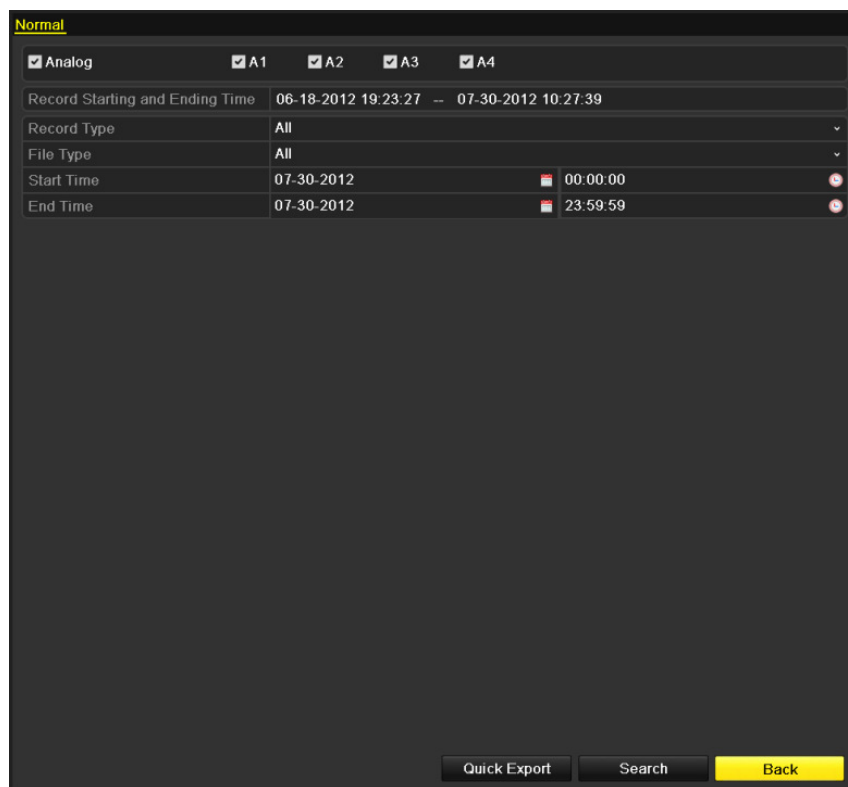 Normal
Analog A1 A2 A3 A4
Record Starting and Ending Time 06-18-2012 19:23:27 -- 07-30-2012 10:27:39
Record Type All
File Type All
Start Time 07-30-2012 00:00:00
End Time 07-30-2012 23:59:59
Quick Export Search Back